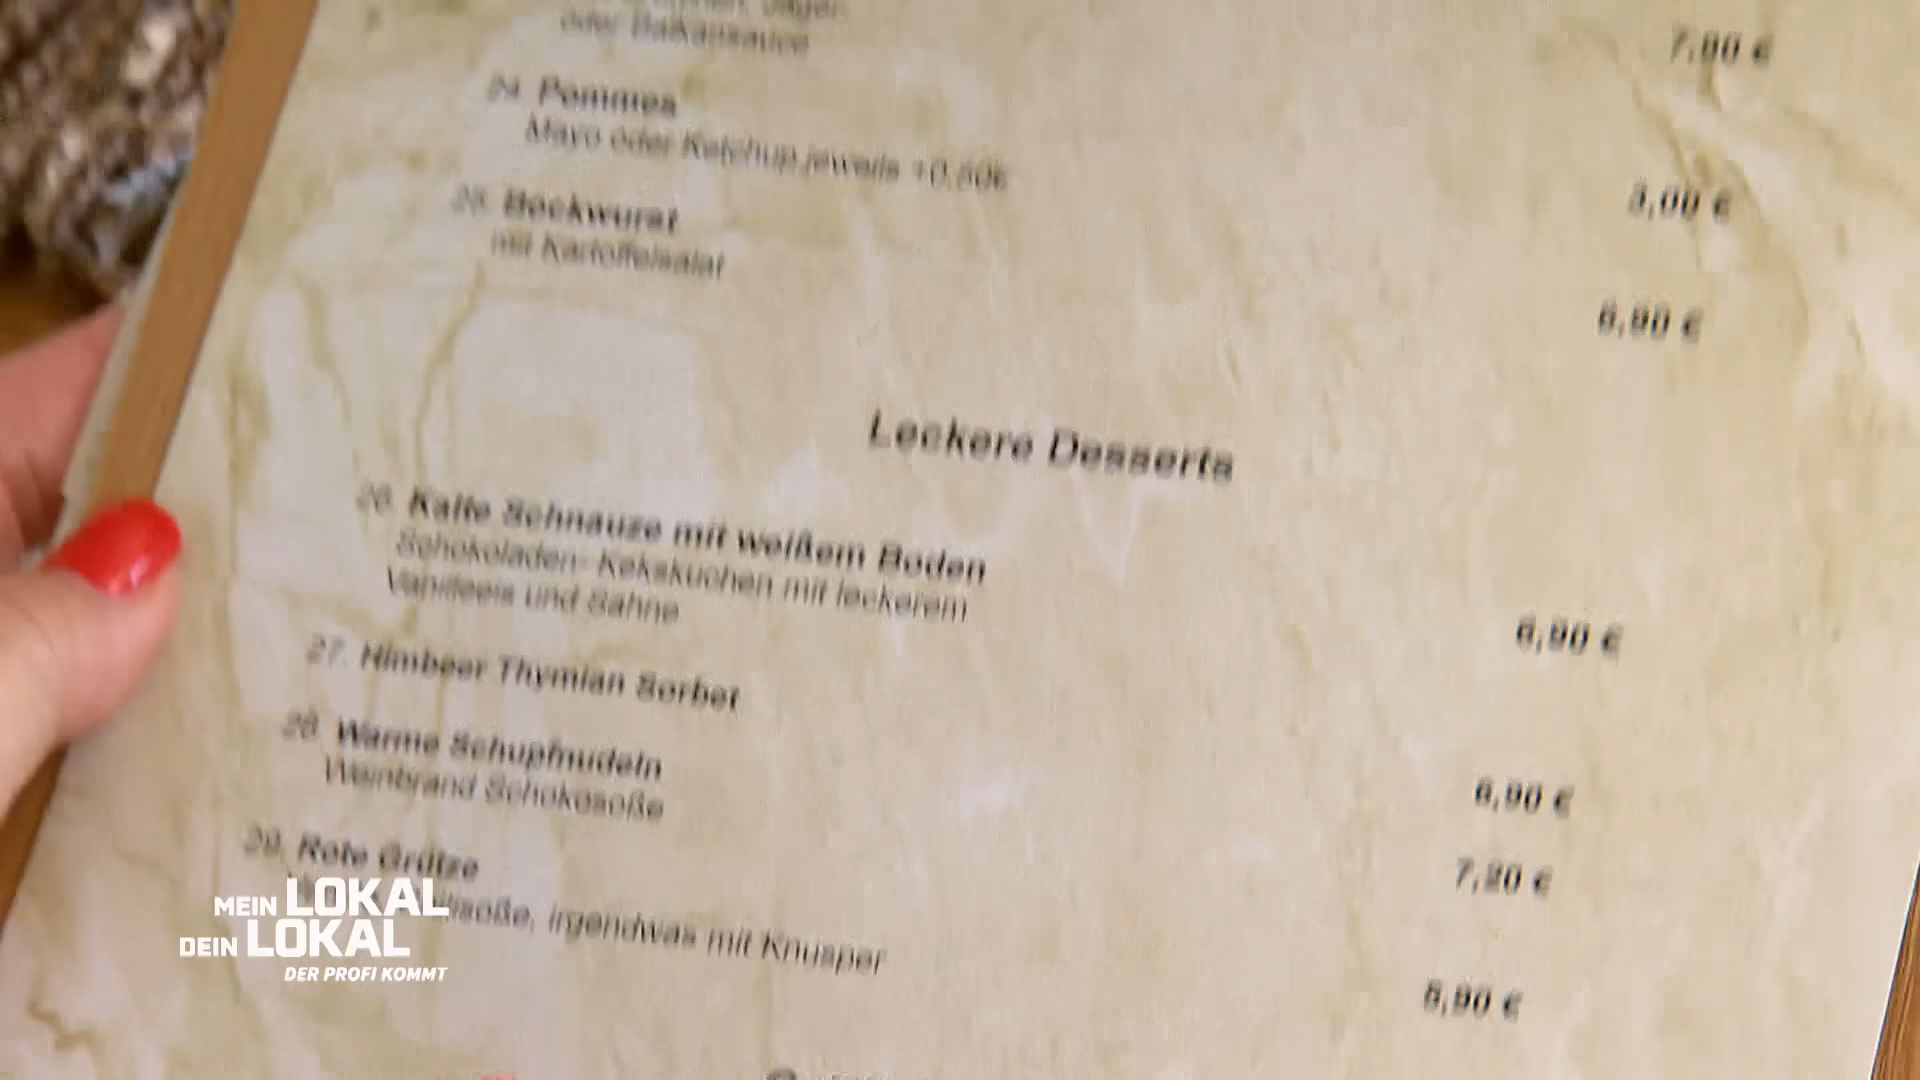 oder Balkansauce
7,90 €
24. Pommes
Mayo oder Ketchup jeweils +0,50€
3,00 €
25. Bockwurst
mit Kartoffelsalat
6,90 €
Leckere Desserts
26. Kalte Schnauze mit weißem Boden
Schokoladen- Kekskuchen mit leckerem
Vanilleeis und Sahne
6,90 €
27. Himbeer Thymian Sorbet
6,90 €
28. Warme Schupfnudeln
Weinbrand Schokosoße
7,20 €
29. Rote Grütze
soße, irgendwas mit Knusper
MEIN LOKAL
DEIN LOKAL
DER PROFI KOMMT